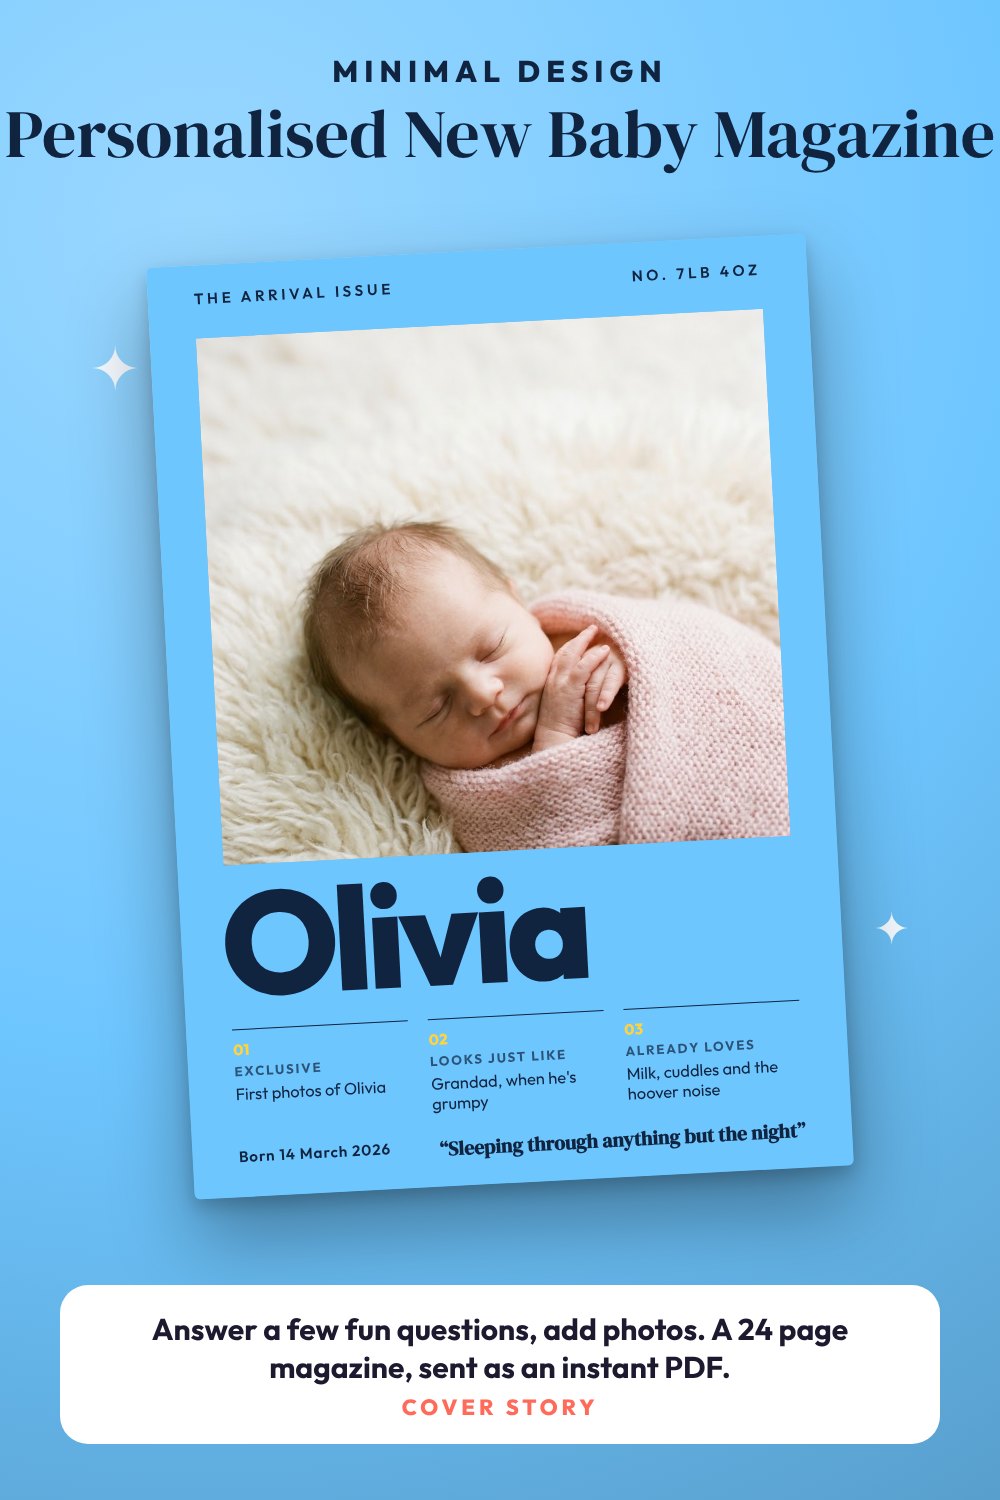 MINIMAL DESIGN
Personalised New Baby Magazine
THE ARRIVAL ISSUE
NO. 7LB 4OZ
Olivia
01
EXCLUSIVE
First photos of Olivia
02
LOOKS JUST LIKE
Grandad, when he's
grumpy
03
ALREADY LOVES
Milk, cuddles and the
hoover noise
Born 14 March 2026
“Sleeping through anything but the night”
Answer a few fun questions, add photos. A 24 page
magazine, sent as an instant PDF.
COVER STORY